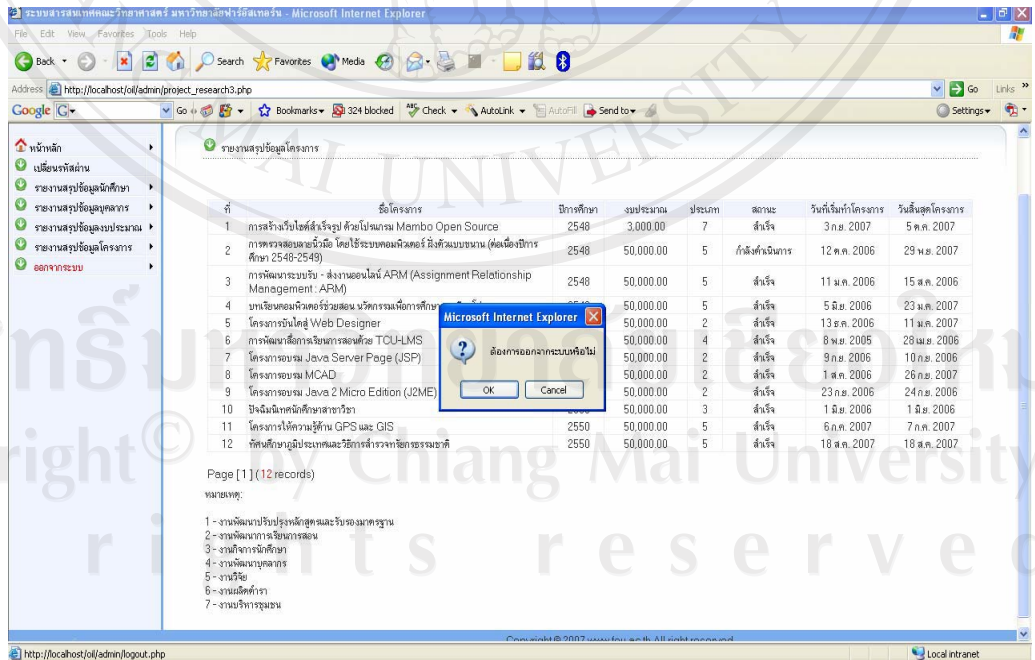 ระบบสารสนเทศคณะวิทยาศาสตร์ มหาวิทยาลัยฟาร์อีสเทอร์น - Microsoft Internet Explorer
File Edit View Favorites Tools Help
Back Search Favorites Media
Address http://localhost/oil/admin/project_research3.php Go Links »
Google Go Bookmarks 324 blocked Check AutoLink AutoFill Send to Settings
หน้าหลัก
เปลี่ยนรหัสผ่าน
รายงานสรุปข้อมูลนักศึกษา
รายงานสรุปข้อมูลบุคลากร
รายงานสรุปข้อมูลงบประมาณ
รายงานสรุปข้อมูลโครงการ
ออกจากระบบ
รายงานสรุปข้อมูลโครงการ
ที่ ชื่อโครงการ ปีการศึกษา งบประมาณ ประเภท สถานะ วันที่เริ่มทำโครงการ วันสิ้นสุดโครงการ
1 การสร้างเว็บไซต์สำเร็จรูป ด้วยโปรแกรม Mambo Open Source 2548 3,000.00 7 สำเร็จ 3 ก.ย. 2007 5 ต.ค. 2007
2 การตรวจสอบลายนิ้วมือ โดยใช้ระบบคอมพิวเตอร์ ฝังตัวแบบขนาน (ต่อเนื่องปีการ
ศึกษา 2548-2549) 2548 50,000.00 5 กำลังดำเนินการ 12 ต.ค. 2006 29 พ.ย. 2007
3 การพัฒนาระบบรับ - ส่งงานออนไลน์ ARM (Assignment Relationship
Management : ARM) 2548 50,000.00 5 สำเร็จ 11 ม.ค. 2006 15 ส.ค. 2006
4 บทเรียนคอมพิวเตอร์ช่วยสอน นวัตกรรมเพื่อการศึกษา 50,000.00 5 สำเร็จ 5 มิ.ย. 2006 23 ม.ค. 2007
5 โครงการบันไดสู่ Web Designer 50,000.00 2 สำเร็จ 13 ธ.ค. 2006 11 ม.ค. 2007
6 การพัฒนาสื่อการเรียนการสอนด้วย TCU-LMS 50,000.00 4 สำเร็จ 8 พ.ย. 2005 28 เม.ย. 2006
7 โครงการอบรม Java Server Page (JSP) 50,000.00 2 สำเร็จ 9 ก.ย. 2006 10 ก.ย. 2006
8 โครงการอบรม MCAD 50,000.00 2 สำเร็จ 1 ส.ค. 2006 26 ก.ย. 2007
9 โครงการอบรม Java 2 Micro Edition (J2ME) 50,000.00 2 สำเร็จ 23 ก.ย. 2006 24 ก.ย. 2006
10 ปัจฉิมนิเทศนักศึกษาสาขาวิชา 50,000.00 3 สำเร็จ 1 มิ.ย. 2006 1 มิ.ย. 2006
11 โครงการให้ความรู้ด้าน GPS และ GIS 2550 50,000.00 5 สำเร็จ 6 ก.ค. 2007 7 ก.ค. 2007
12 ทัศนศึกษาภูมิประเทศและวิธีการสำรวจทรัพยากรธรรมชาติ 2550 50,000.00 5 สำเร็จ 18 ส.ค. 2007 18 ส.ค. 2007
Microsoft Internet Explorer
ต้องการออกจากระบบหรือไม่
OK Cancel
Page [ 1 ] ( 12 records)
หมายเหตุ:
1 - งานพัฒนาปรับปรุงหลักสูตรและรับรองมาตรฐาน
2 - งานพัฒนาการเรียนการสอน
3 - งานกิจการนักศึกษา
4 - งานพัฒนาบุคลากร
5 - งานวิจัย
6 - งานผลิตตำรา
7 - งานบริหารชุมชน
http://localhost/oil/admin/logout.php Local intranet
MAI UNIVERSITY
right © by Chiang Mai University
rights reserve